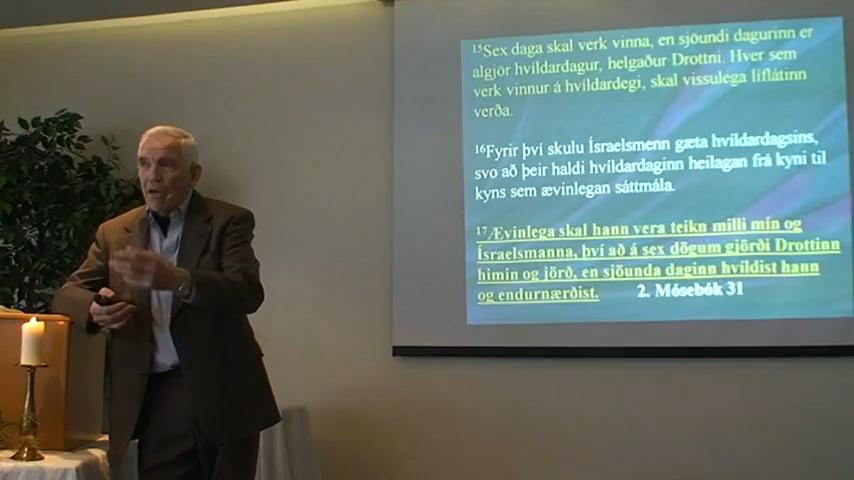 15Sex daga skal verk vinna, en sjöundi dagurinn er
algjör hvíldardagur, helgaður Drottni. Hver sem
verk vinnur á hvíldardegi, skal vissulega líflátinn
verða.
16Fyrir því skulu Ísraelsmenn gæta hvíldardagsins,
svo að þeir haldi hvíldardaginn heilagan frá kyni til
kyns sem ævinlegan sáttmála.
17Ævinlega skal hann vera teikn milli mín og
Ísraelsmanna, því að á sex dögum gjörði Drottinn
himin og jörð, en sjöunda daginn hvíldist hann
og endurnærðist. 2. Mósebók 31